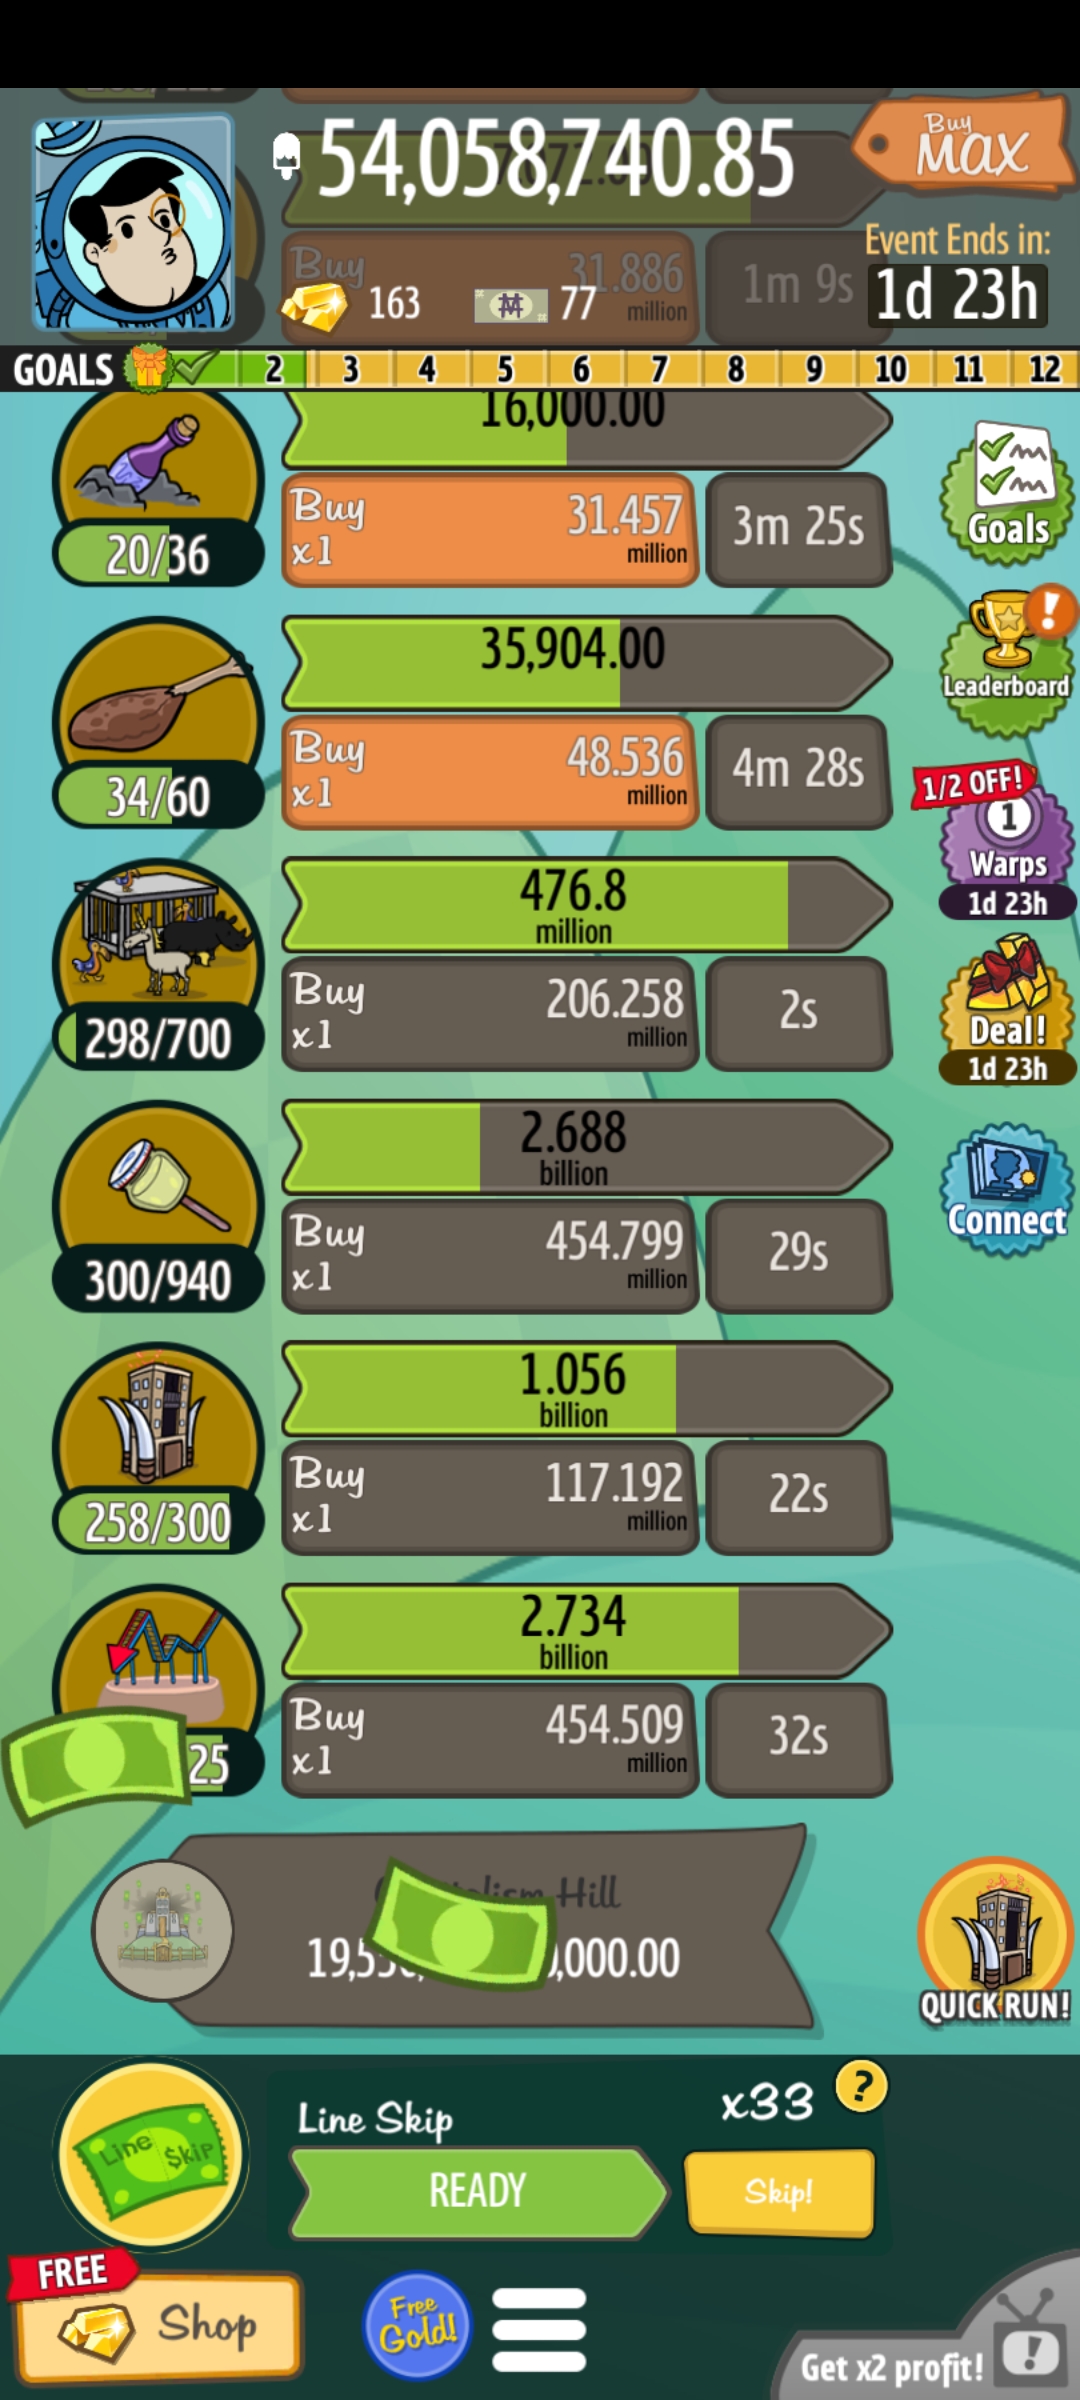 54,058,740.85
Buy
MAX
Event Ends in:
1d 23h
Buy
31.886
million
1m 9s
163
77
GOALS 2 3 4 5 6 7 8 9 10 11 12
16,000.00
20/36
Buy
x1
31.457
million
3m 25s
Goals
35,904.00
34/60
Buy
x1
48.536
million
4m 28s
Leaderboard
1/2 OFF!
1
Warps
1d 23h
476.8
million
298/700
Buy
x1
206.258
million
2s
Deal!
1d 23h
2.688
billion
300/940
Buy
x1
454.799
million
29s
Connect
1.056
billion
258/300
Buy
x1
117.192
million
22s
2.734
billion
25
Buy
x1
454.509
million
32s
Hill
,000.00
QUICK RUN!
Line $kip
Line Skip
x33
?
READY
Skip!
FREE
Shop
Free
Gold!
Get x2 profit!